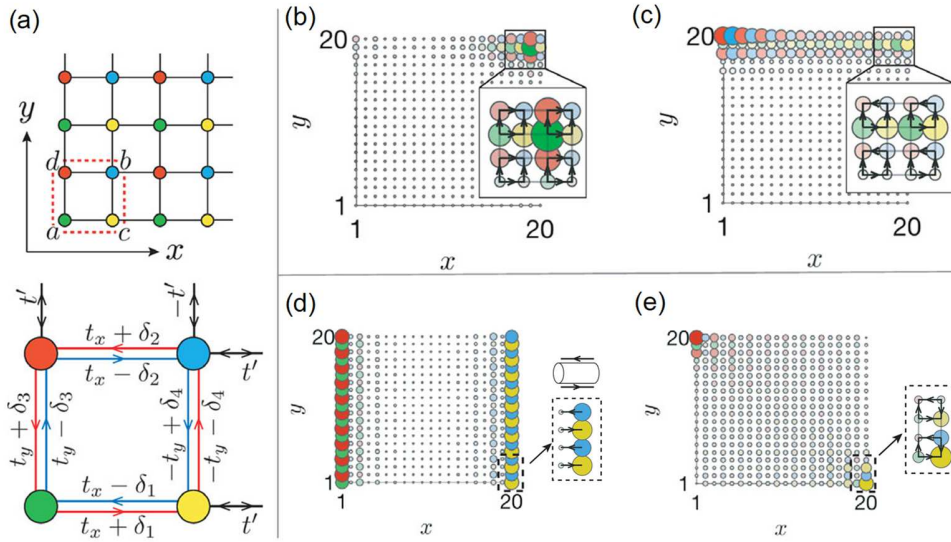 (a)
y
d
b
a
c
x
t'
-t'
t_x + δ_2
t_x - δ_2
t'
t_y + δ_3
t_y - δ_3
-t_y + δ_4
-t_y - δ_4
t_x - δ_1
t_x + δ_1
t'
(b)
20
y
1
1
20
x
(c)
20
y
1
1
20
x
(d)
20
y
1
1
20
x
(e)
20
y
1
1
20
x